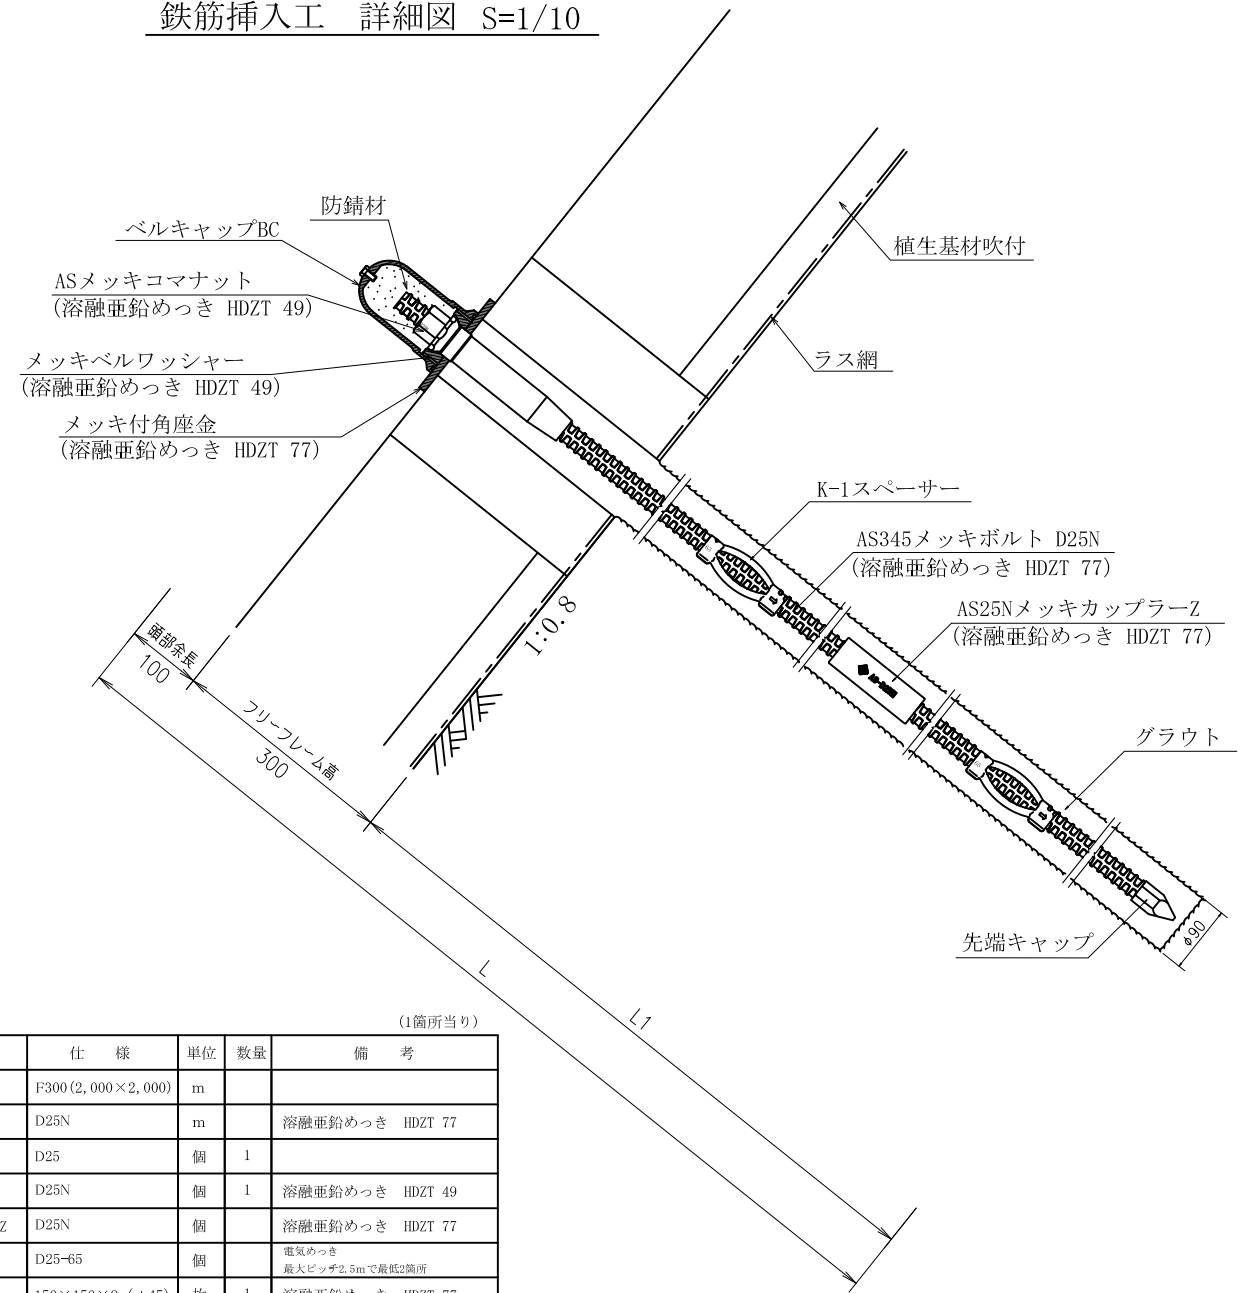 鉄筋挿入工　詳細図　S=1/10
防錆材
ベルキャップBC
植生基材吹付
ASメッキコマナット
(溶融亜鉛めっき HDZT 49)
ラス網
メッキベルワッシャー
(溶融亜鉛めっき HDZT 49)
メッキ付角座金
(溶融亜鉛めっき HDZT 77)
K-1スペーサー
AS345メッキボルト D25N
(溶融亜鉛めっき HDZT 77)
AS25NメッキカップラーZ
(溶融亜鉛めっき HDZT 77)
1:0.8
頭部余長
100
フリーフレーム高
300
グラウト
先端キャップ
φ90
L
L1
(1箇所当り)
仕　様　単位　数量　備　考
F300(2,000×2,000)　m
D25N　m　溶融亜鉛めっき　HDZT 77
D25　個　1
D25N　個　1　溶融亜鉛めっき　HDZT 49
Z　D25N　個　溶融亜鉛めっき　HDZT 77
D25-65　個　電気めっき
最大ピッチ2.5mで最低2箇所